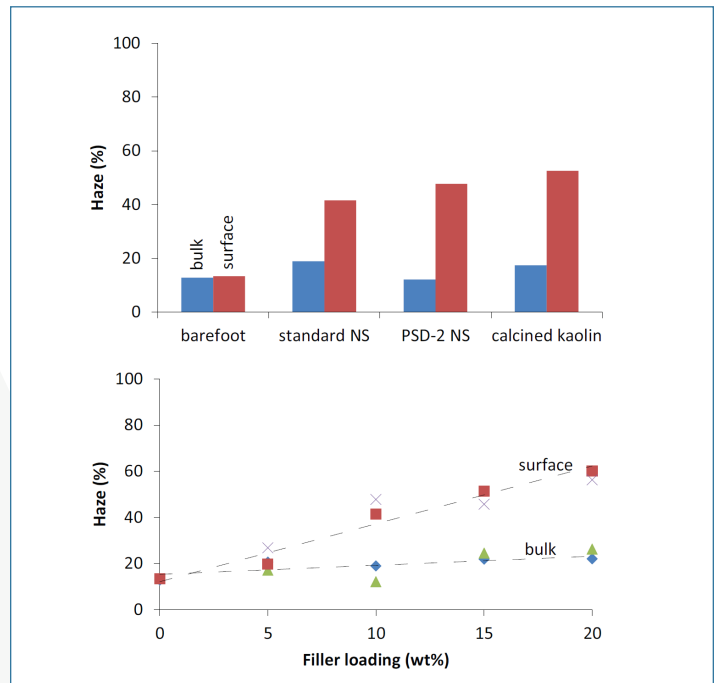 100
80
60
40
20
0
Haze (%)
bulk
surface
barefoot standard NS PSD-2 NS calcined kaolin
100
80
60
40
20
0
Haze (%)
surface
bulk
0 5 10 15 20
Filler loading (wt%)